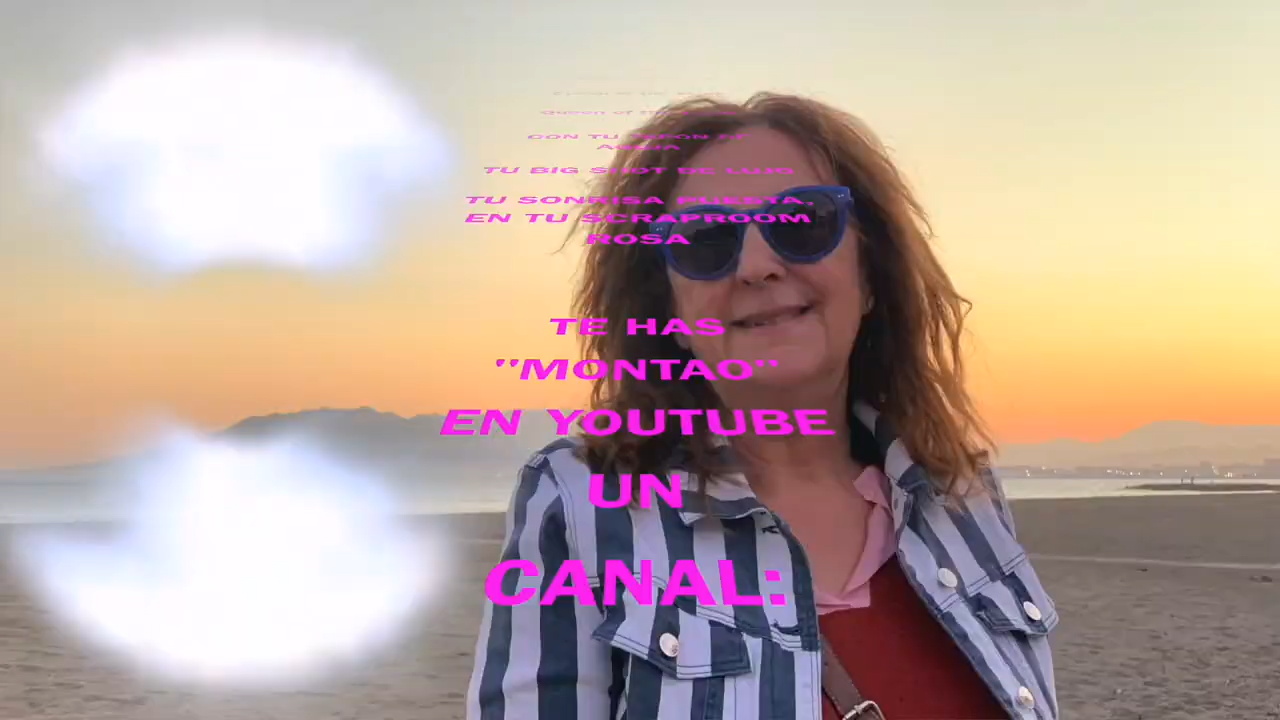 Queen of the
CON TU
TU BIG SHOT DE LUJO
TU SONRISA PUESTA,
EN TU SCRAPROOM
ROSA
TE HAS
"MONTAO"
EN YOUTUBE
UN
CANAL: